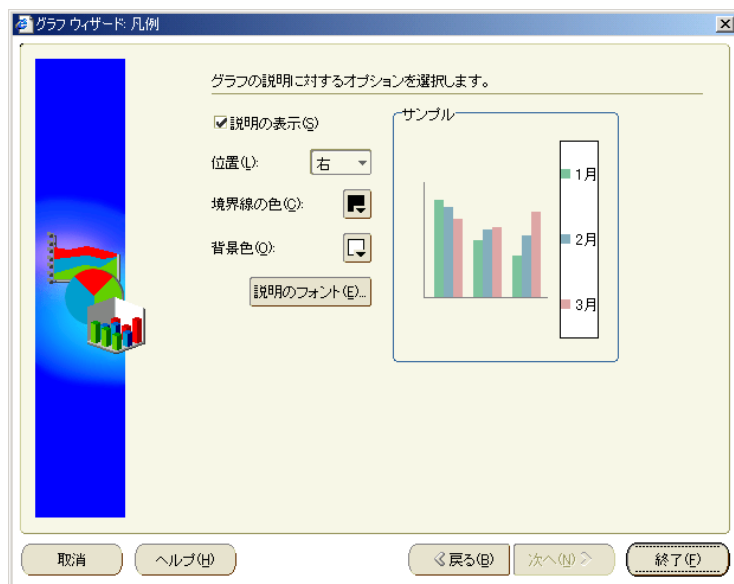 グラフ ウィザード: 凡例
グラフの説明に対するオプションを選択します。
説明の表示(S)
サンプル
位置(L):
右
境界線の色(C):
背景色(O):
説明のフォント(E)...
1月
2月
3月
取消
ヘルプ(H)
戻る(B)
次へ(N)
終了(F)